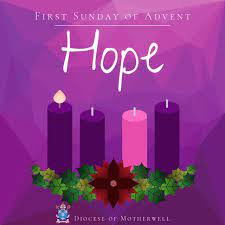 First Sunday of Advent
Hope
Diocese of Motherwell